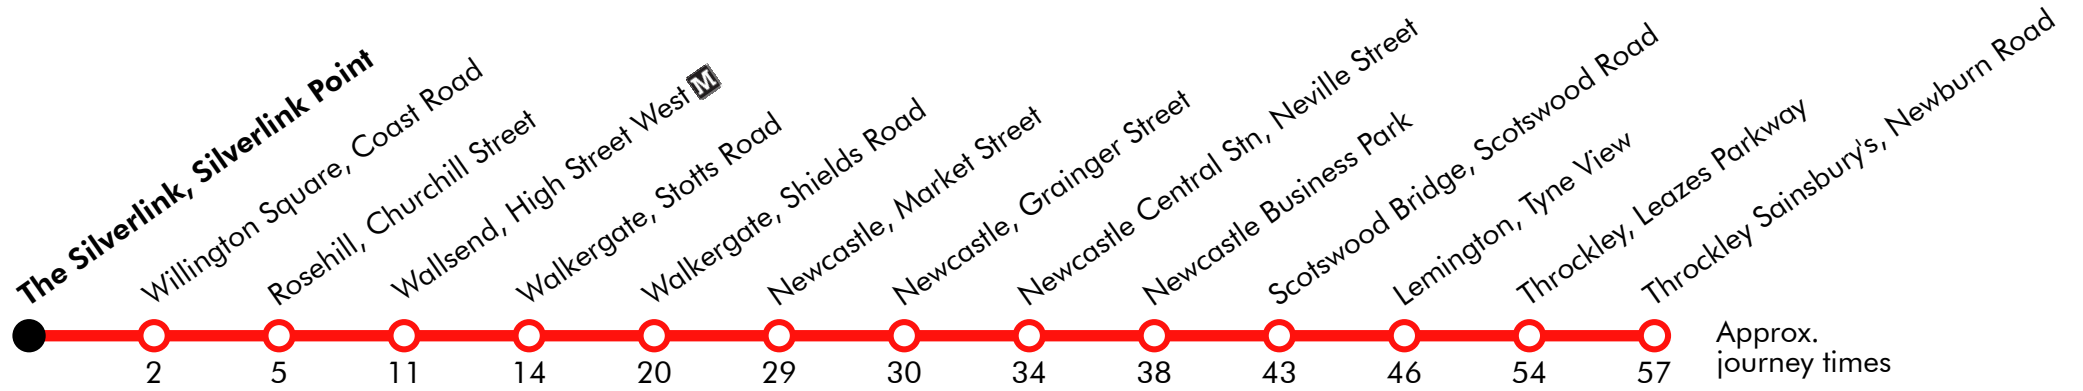 The Silverlink, Silverlink Point
Willington Square, Coast Road
Rosehill, Churchill Street
Wallsend, High Street West M
Walkergate, Stotts Road
Walkergate, Shields Road
Newcastle, Market Street
Newcastle, Grainger Street
Newcastle Central Stn, Neville Street
Newcastle Business Park
Scotswood Bridge, Scotswood Road
Lemington, Tyne View
Throckley, Leazes Parkway
Throckley Sainsbury's, Newburn Road
2 5 11 14 20 29 30 34 38 43 46 54 57
Approx.
journey times